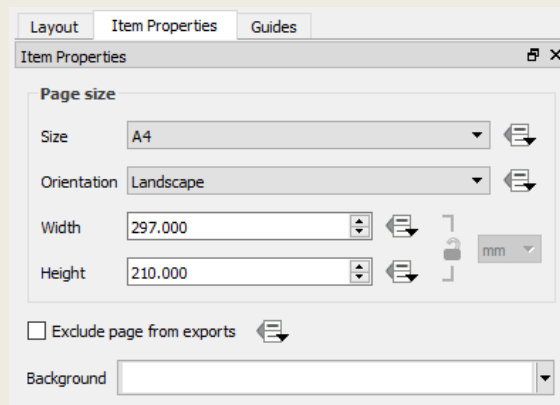 Layout Item Properties Guides
Item Properties
Page size
Size A4
Orientation Landscape
Width 297.000
mm
Height 210.000
Exclude page from exports
Background